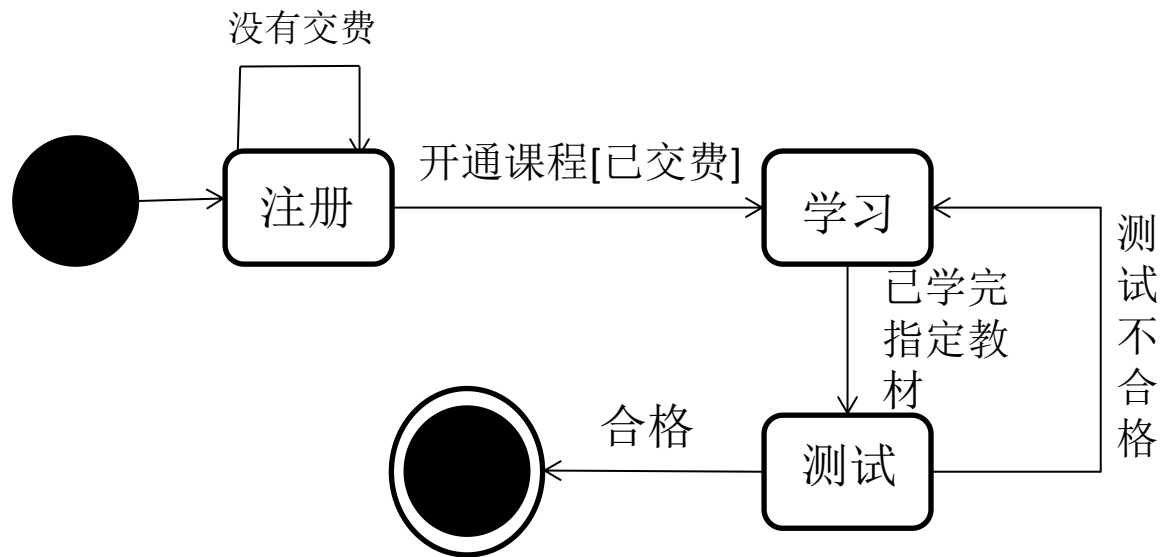 没有交费
开通课程[已交费]
注册
学习
已学完
指定教
材
测
试
不
合
格
合格
测试